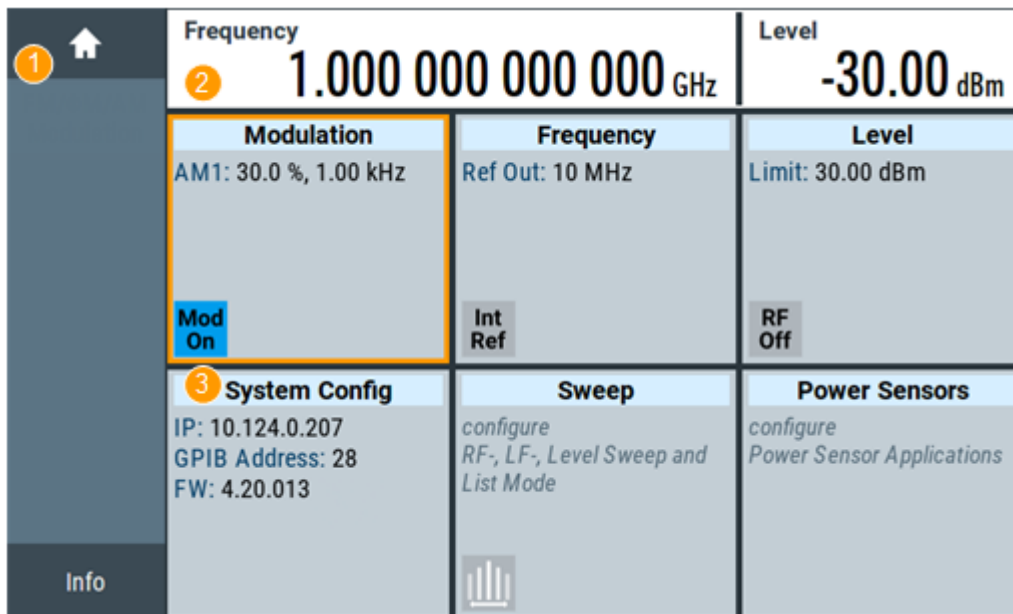 1
Frequency
2
1.000 000 000 000 GHz
Level
-30.00 dBm
Modulation
AM1: 30.0 %, 1.00 kHz
Mod
On
Frequency
Ref Out: 10 MHz
Int
Ref
Level
Limit: 30.00 dBm
RF
Off
3
System Config
IP: 10.124.0.207
GPIB Address: 28
FW: 4.20.013
Sweep
configure
RF-, LF-, Level Sweep and
List Mode
Power Sensors
configure
Power Sensor Applications
Info